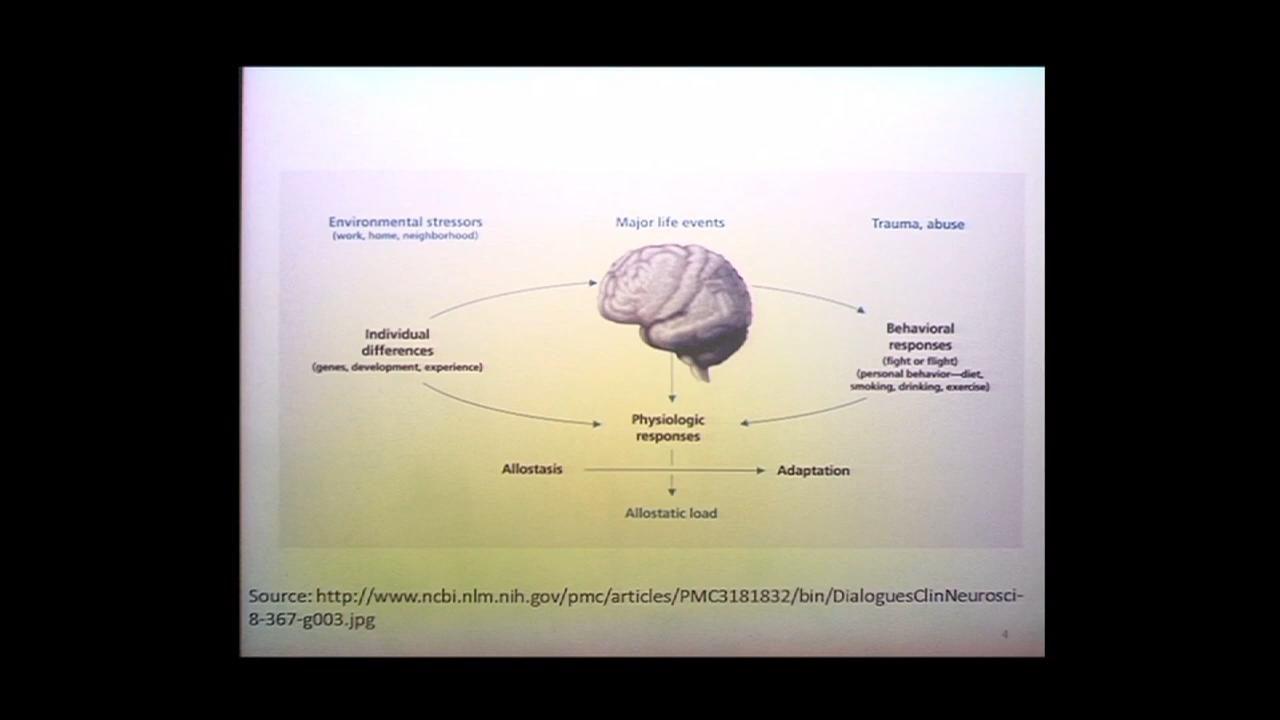 Environmental stressors
(work, home, neighborhood)
Major life events
Trauma, abuse
Individual
differences
(genes, development, experience)
Behavioral
responses
(fight or flight)
(personal behavior—diet,
smoking, drinking, exercise)
Physiologic
responses
Allostasis
Adaptation
Allostatic load
Source: http://www.ncbi.nlm.nih.gov/pmc/articles/PMC3181832/bin/DialoguesClinNeurosci-
8-367-g003.jpg
4